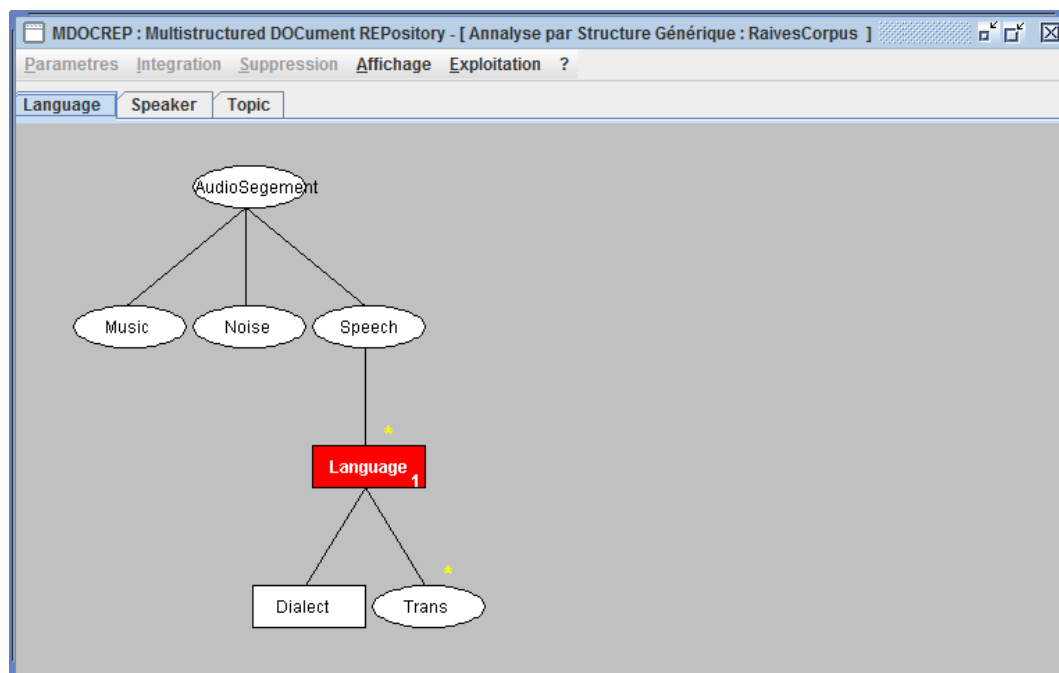 MDOCREP : Multistructured DOCument REPository - [ Annalyse par Structure Générique : RaivesCorpus ]
Parametres Integration Suppression Affichage Exploitation ?
Language Speaker Topic
AudioSegement
Music Noise Speech
*
Language 1
*
Dialect Trans